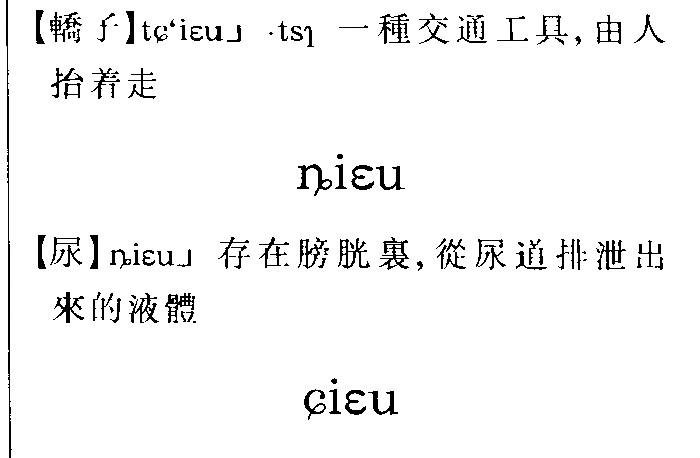 【轎子】tɕʻiɛu˩ ·tsʅ 一種交通工具,由人
抬着走
ȵiɛu
【尿】ȵiɛu˩ 存在膀胱裏,從尿道排泄出
來的液體
ɕiɛu